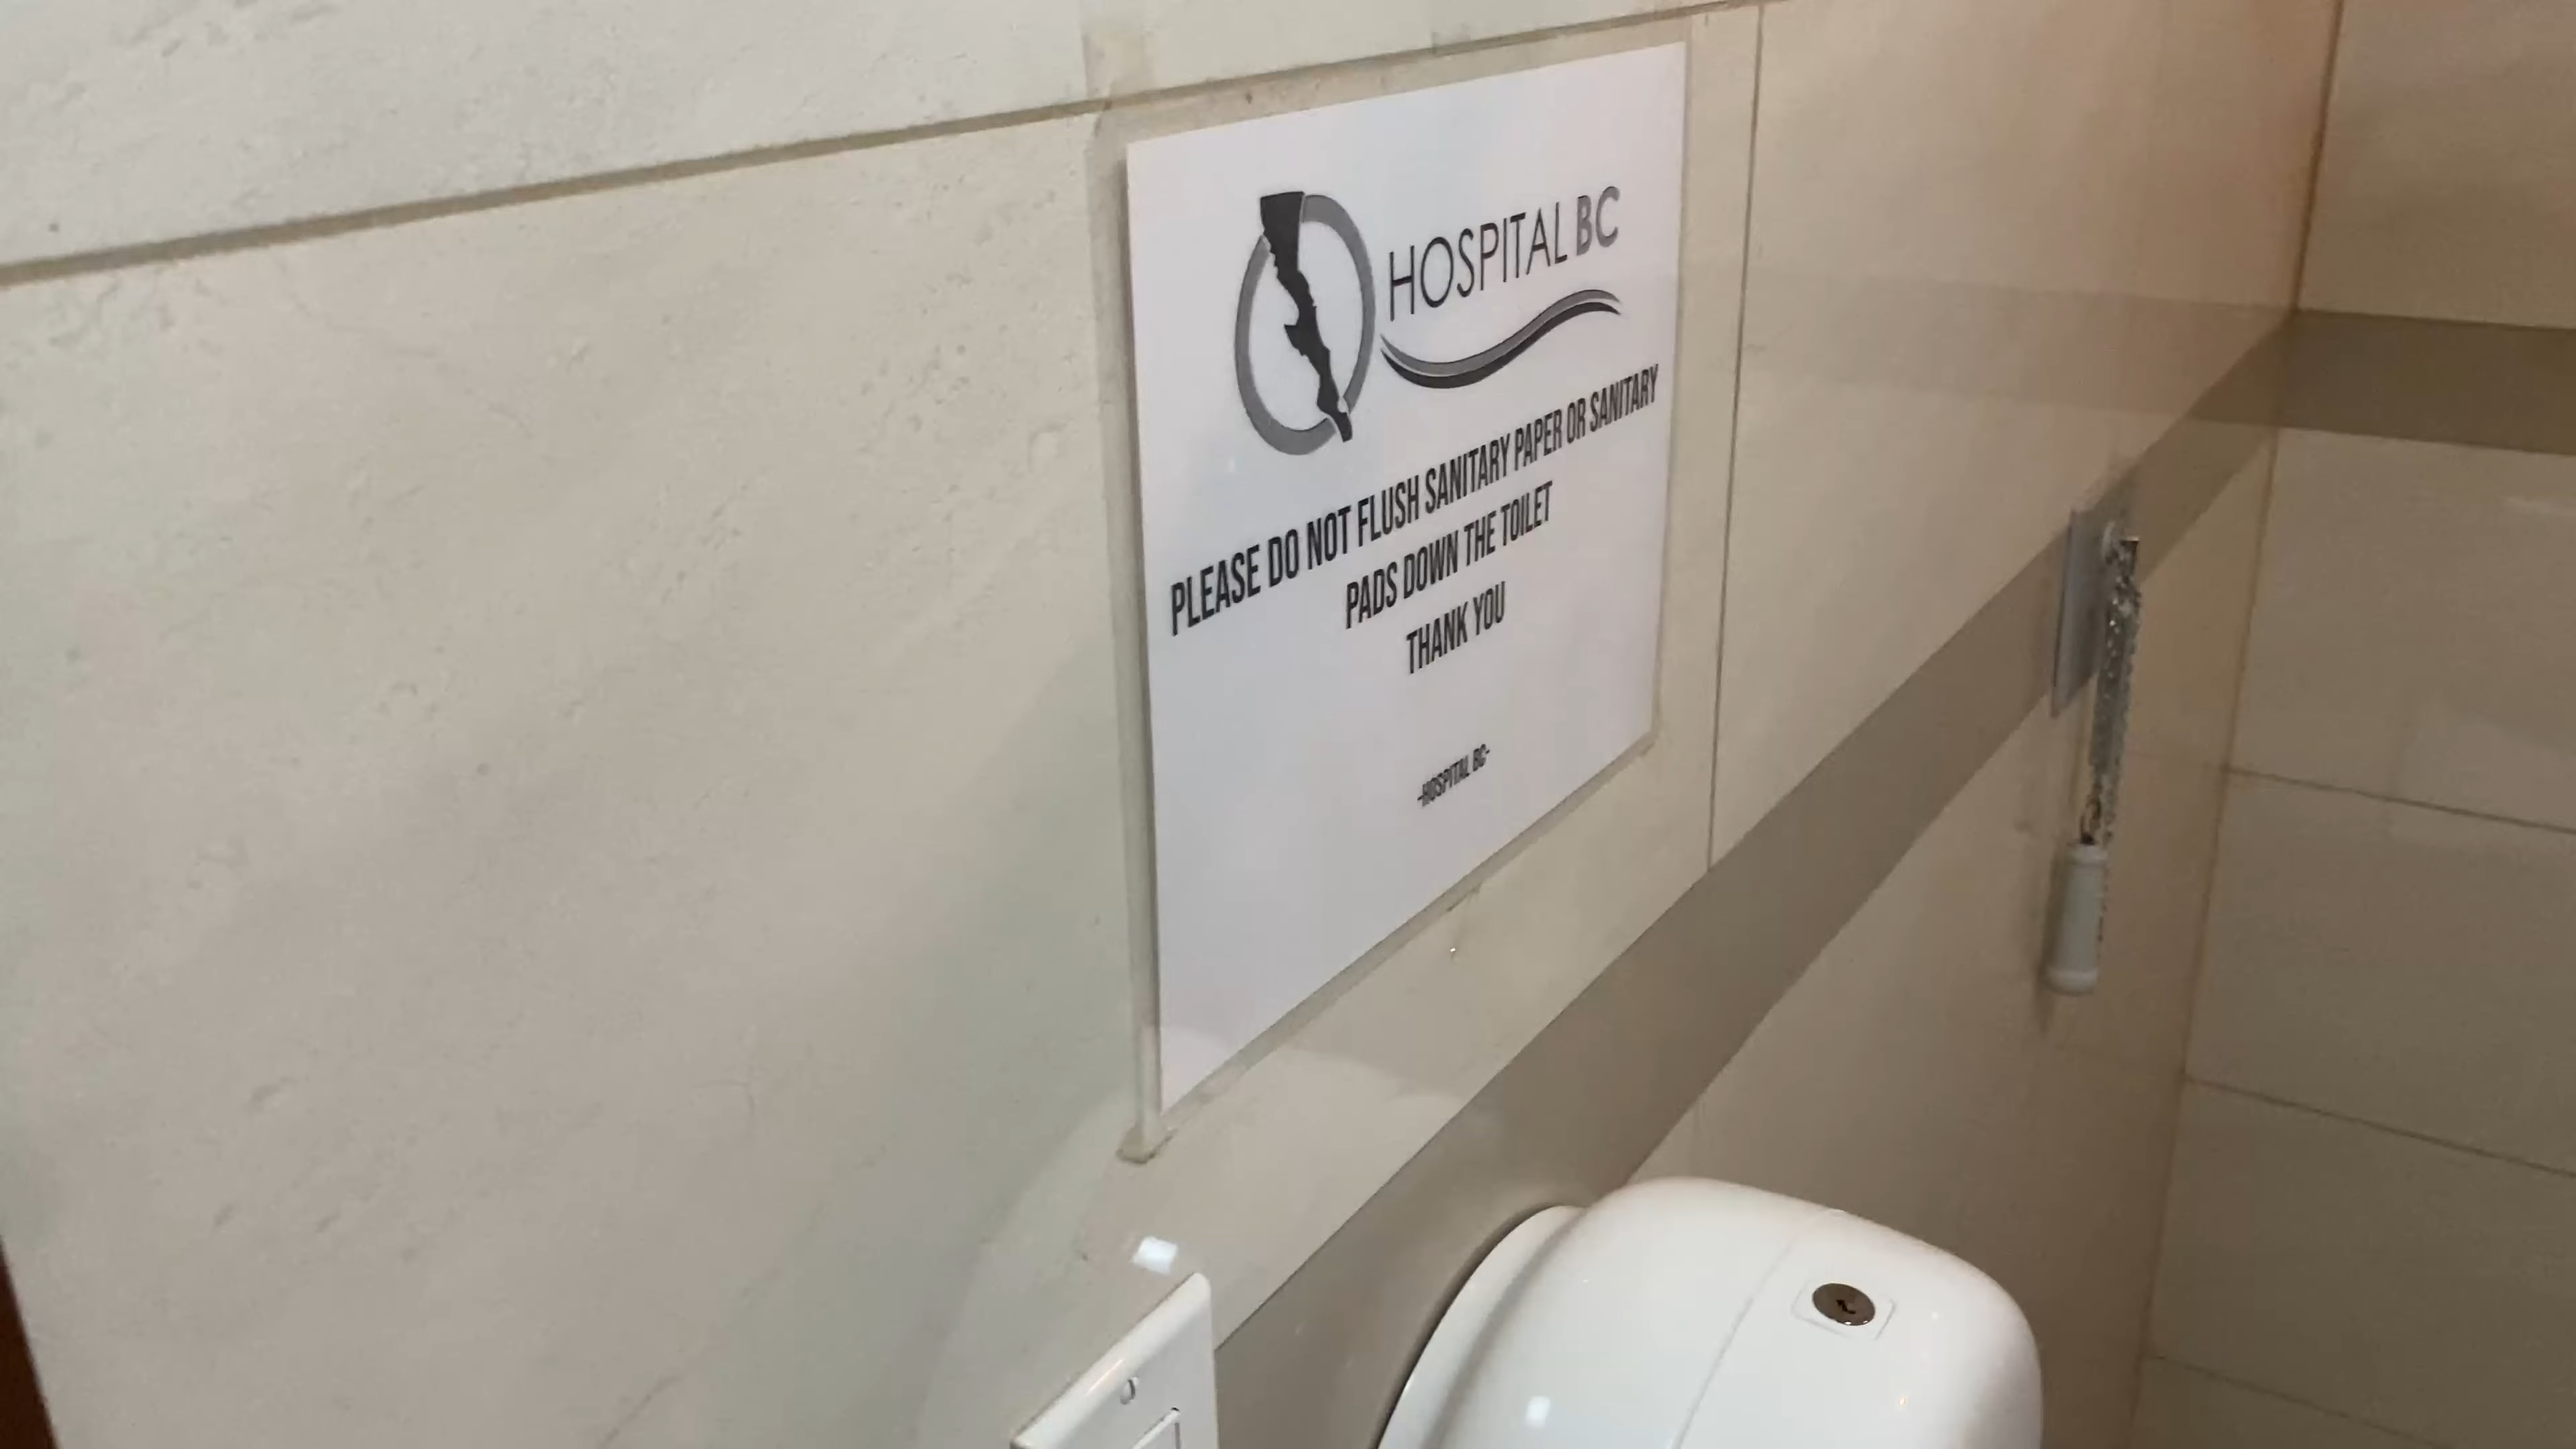 HOSPITAL BC
PLEASE DO NOT FLUSH SANITARY PAPER OR SANITARY
PADS DOWN THE TOILET
THANK YOU
-HOSPITAL BC-